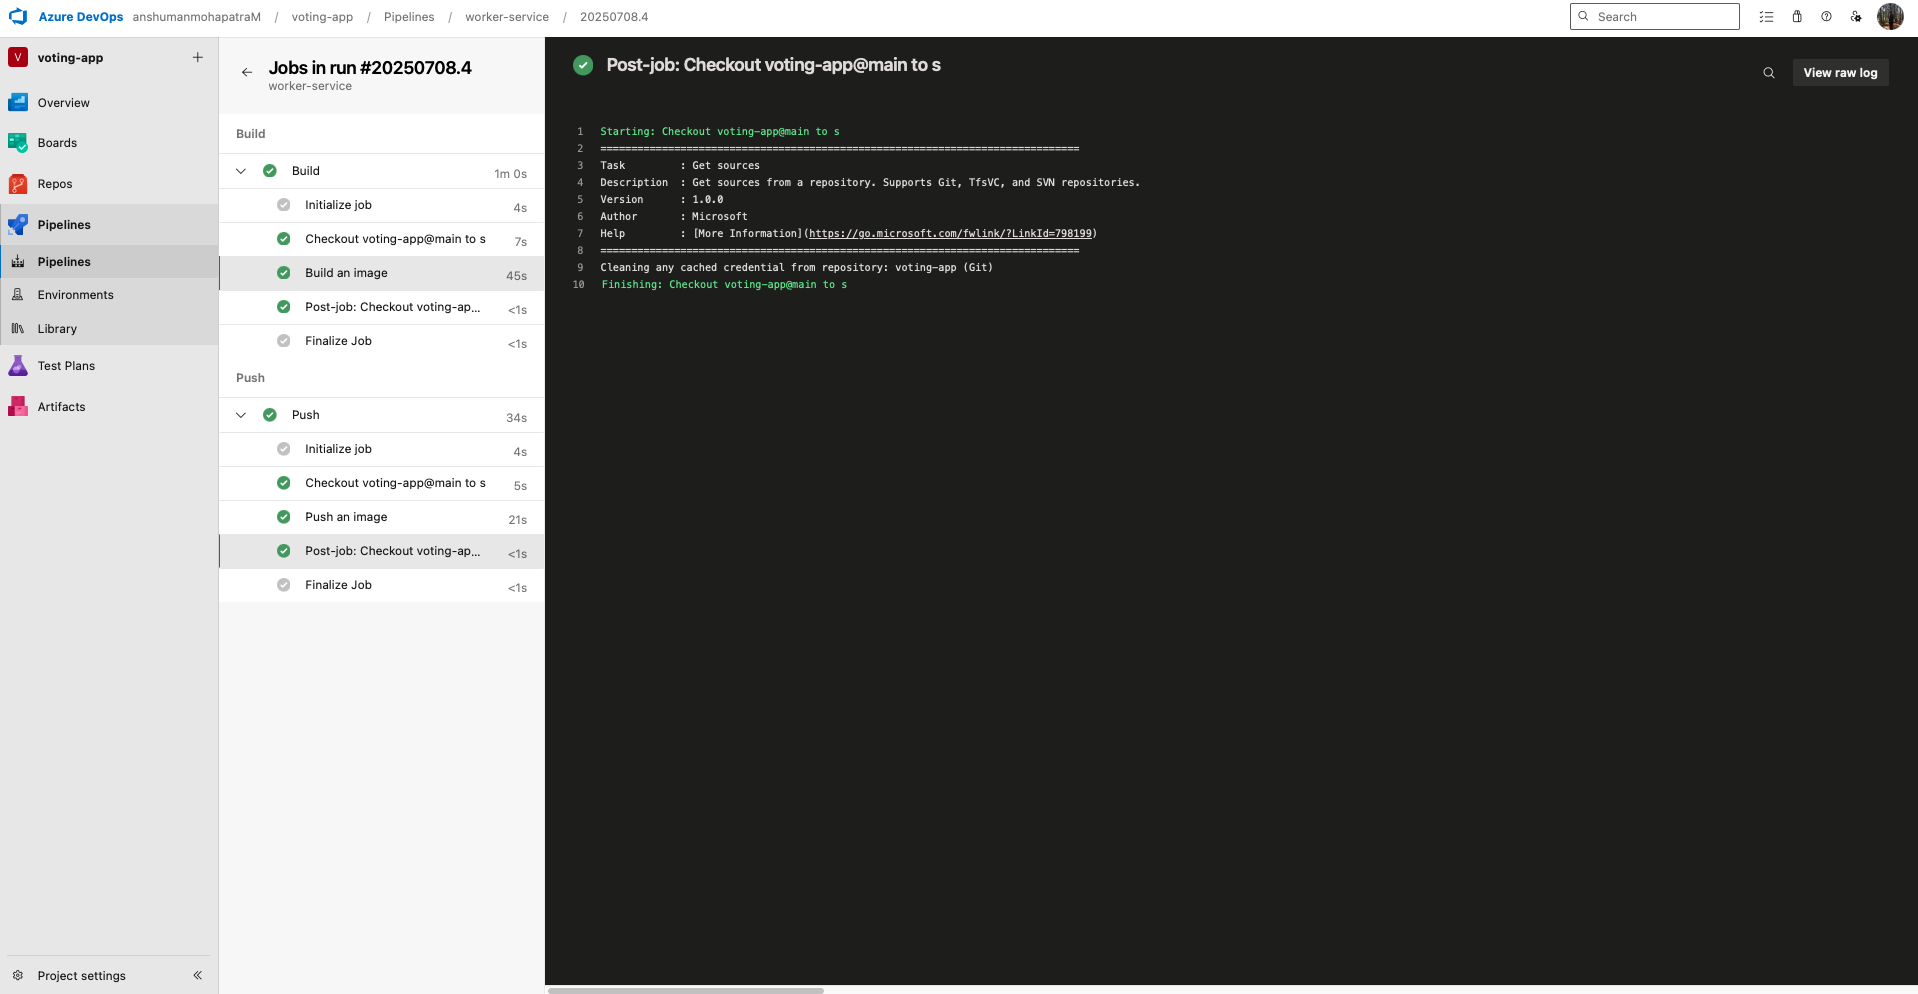 Azure DevOps anshumanmohapatraM / voting-app / Pipelines / worker-service / 20250708.4
Search
V voting-app
Overview
Boards
Repos
Pipelines
Pipelines
Environments
Library
Test Plans
Artifacts
Project settings
Jobs in run #20250708.4
worker-service
Build
Build 1m 0s
Initialize job 4s
Checkout voting-app@main to s 7s
Build an image 45s
Post-job: Checkout voting-ap... <1s
Finalize Job <1s
Push
Push 34s
Initialize job 4s
Checkout voting-app@main to s 5s
Push an image 21s
Post-job: Checkout voting-ap... <1s
Finalize Job <1s
Post-job: Checkout voting-app@main to s
View raw log
1 Starting: Checkout voting-app@main to s
2 ==============================================================================
3 Task : Get sources
4 Description : Get sources from a repository. Supports Git, TfsVC, and SVN repositories.
5 Version : 1.0.0
6 Author : Microsoft
7 Help : [More Information](https://go.microsoft.com/fwlink/?LinkId=798199)
8 ==============================================================================
9 Cleaning any cached credential from repository: voting-app (Git)
10 Finishing: Checkout voting-app@main to s